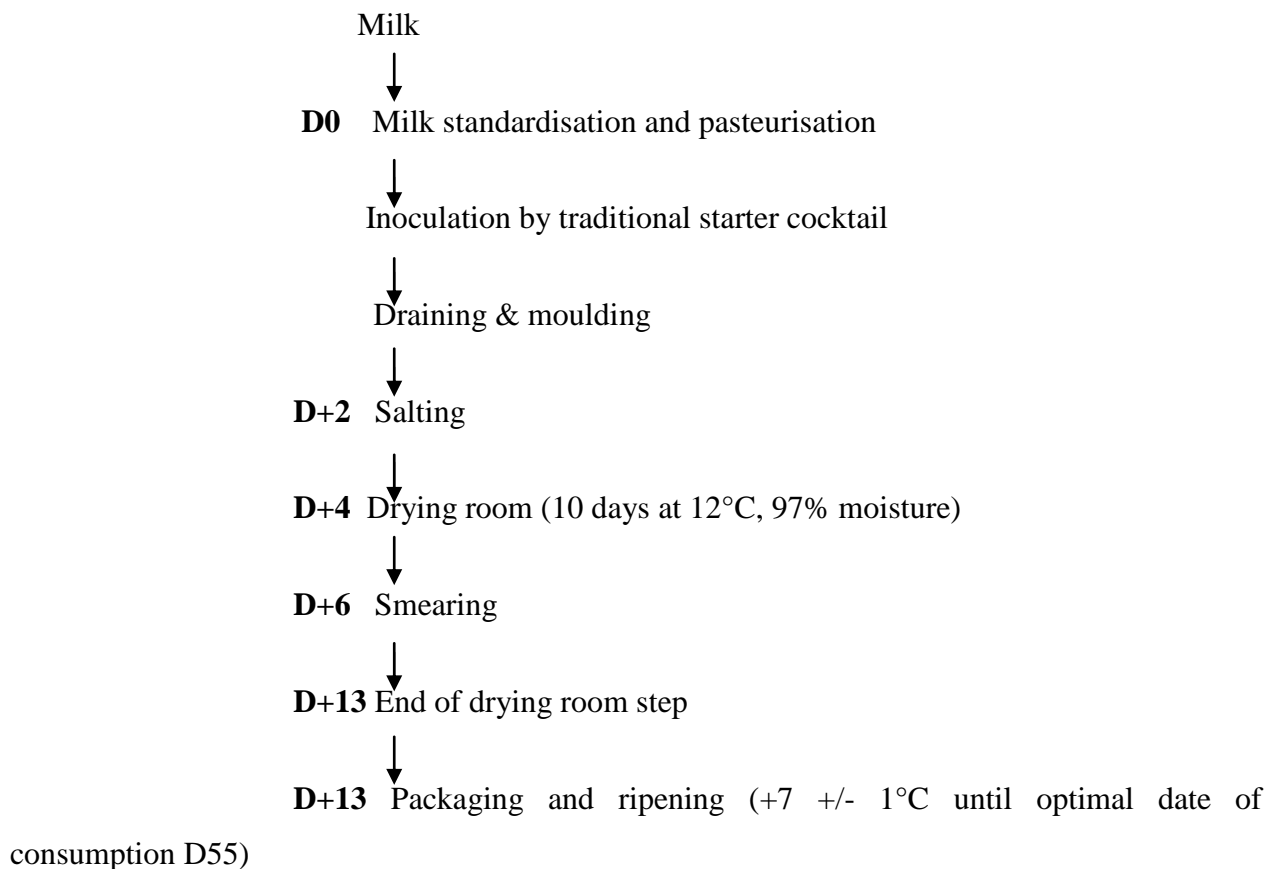 Milk
D0 Milk standardisation and pasteurisation
Inoculation by traditional starter cocktail
Draining & moulding
D+2 Salting
D+4 Drying room (10 days at 12°C, 97% moisture)
D+6 Smearing
D+13 End of drying room step
D+13 Packaging and ripening (+7 +/- 1°C until optimal date of
consumption D55)